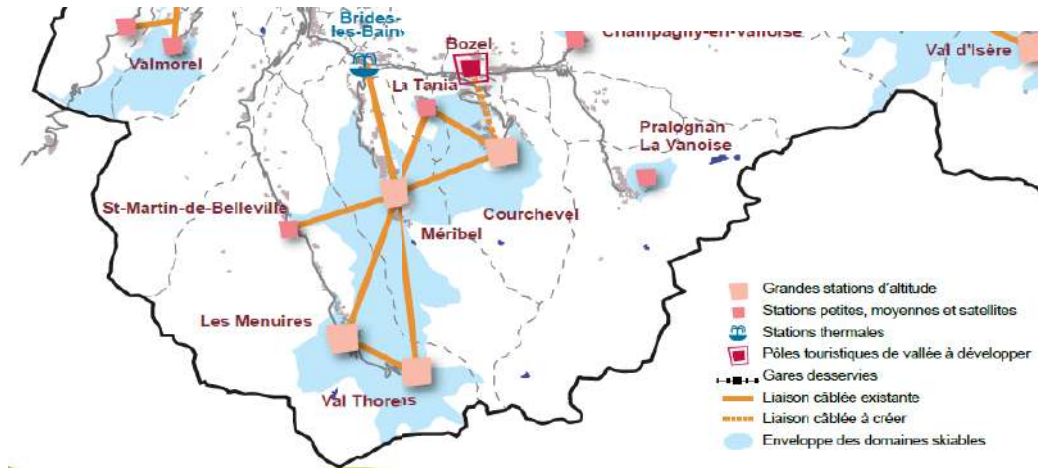 Brides-
les-Bain
Bozel
Champagny-en-Vanoise
Val d'Isère
Valmorel
La Tania
Pralognan
La Vanoise
St-Martin-de-Belleville
Courchevel
Méribel
Les Menuires
Val Thorens
Grandes stations d'altitude
Stations petites, moyennes et satellites
Stations thermales
Pôles touristiques de vallée à développer
Gares desservies
Liaison câblée existante
Liaison câblée à créer
Enveloppe des domaines skiables